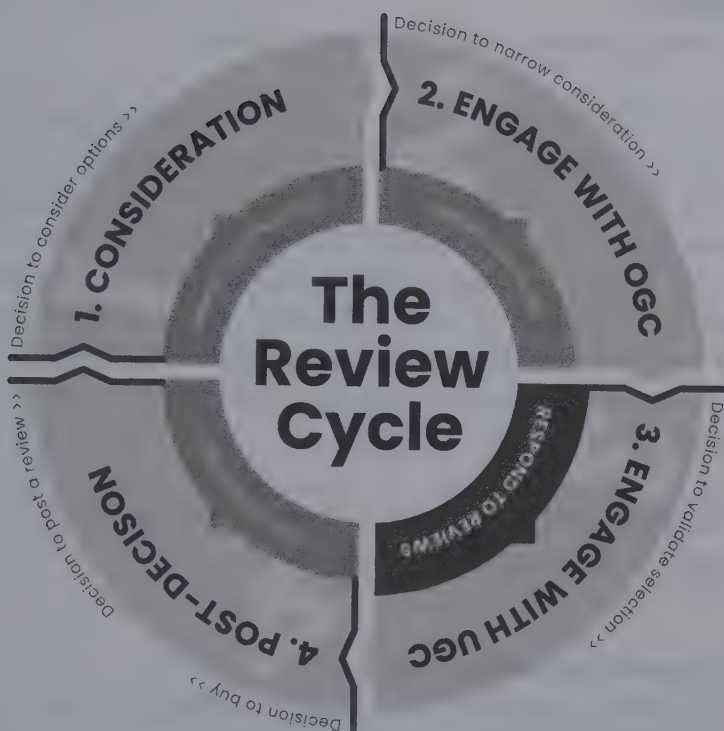 The
Review
Cycle
Decision to consider options >>
1. CONSIDERATION
Decision to narrow consideration >>
2. ENGAGE WITH OGC
Decision to validate selection >>
3. ENGAGE WITH UGC
RESPOND TO REVIEWS
Decision to buy >>
4. POST-DECISON
Decision to post a review >>